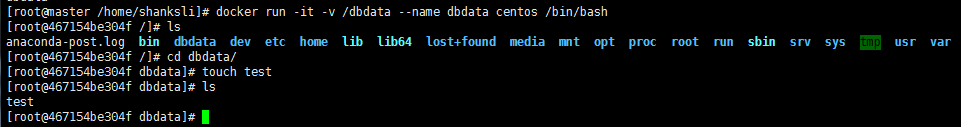 [root@master /home/shanksli]# docker run -it -v /dbdata --name dbdata centos /bin/bash
[root@467154be304f /]# ls
anaconda-post.log bin dbdata dev etc home lib lib64 lost+found media mnt opt proc root run sbin srv sys tmp usr var
[root@467154be304f /]# cd dbdata/
[root@467154be304f dbdata]# touch test
[root@467154be304f dbdata]# ls
test
[root@467154be304f dbdata]#